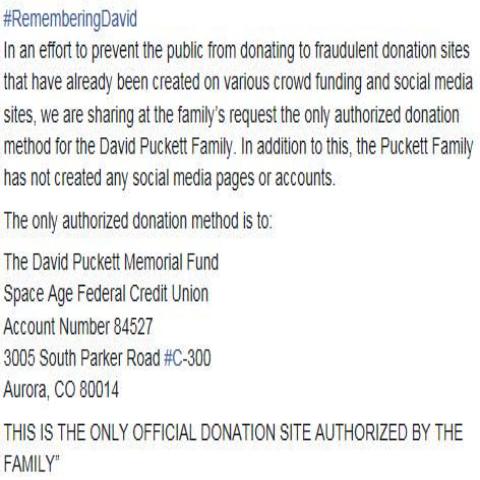 #RememberingDavid
In an effort to prevent the public from donating to fraudulent donation sites
that have already been created on various crowd funding and social media
sites, we are sharing at the family's request the only authorized donation
method for the David Puckett Family. In addition to this, the Puckett Family
has not created any social media pages or accounts.
The only authorized donation method is to:
The David Puckett Memorial Fund
Space Age Federal Credit Union
Account Number 84527
3005 South Parker Road #C-300
Aurora, CO 80014
THIS IS THE ONLY OFFICIAL DONATION SITE AUTHORIZED BY THE
FAMILY"